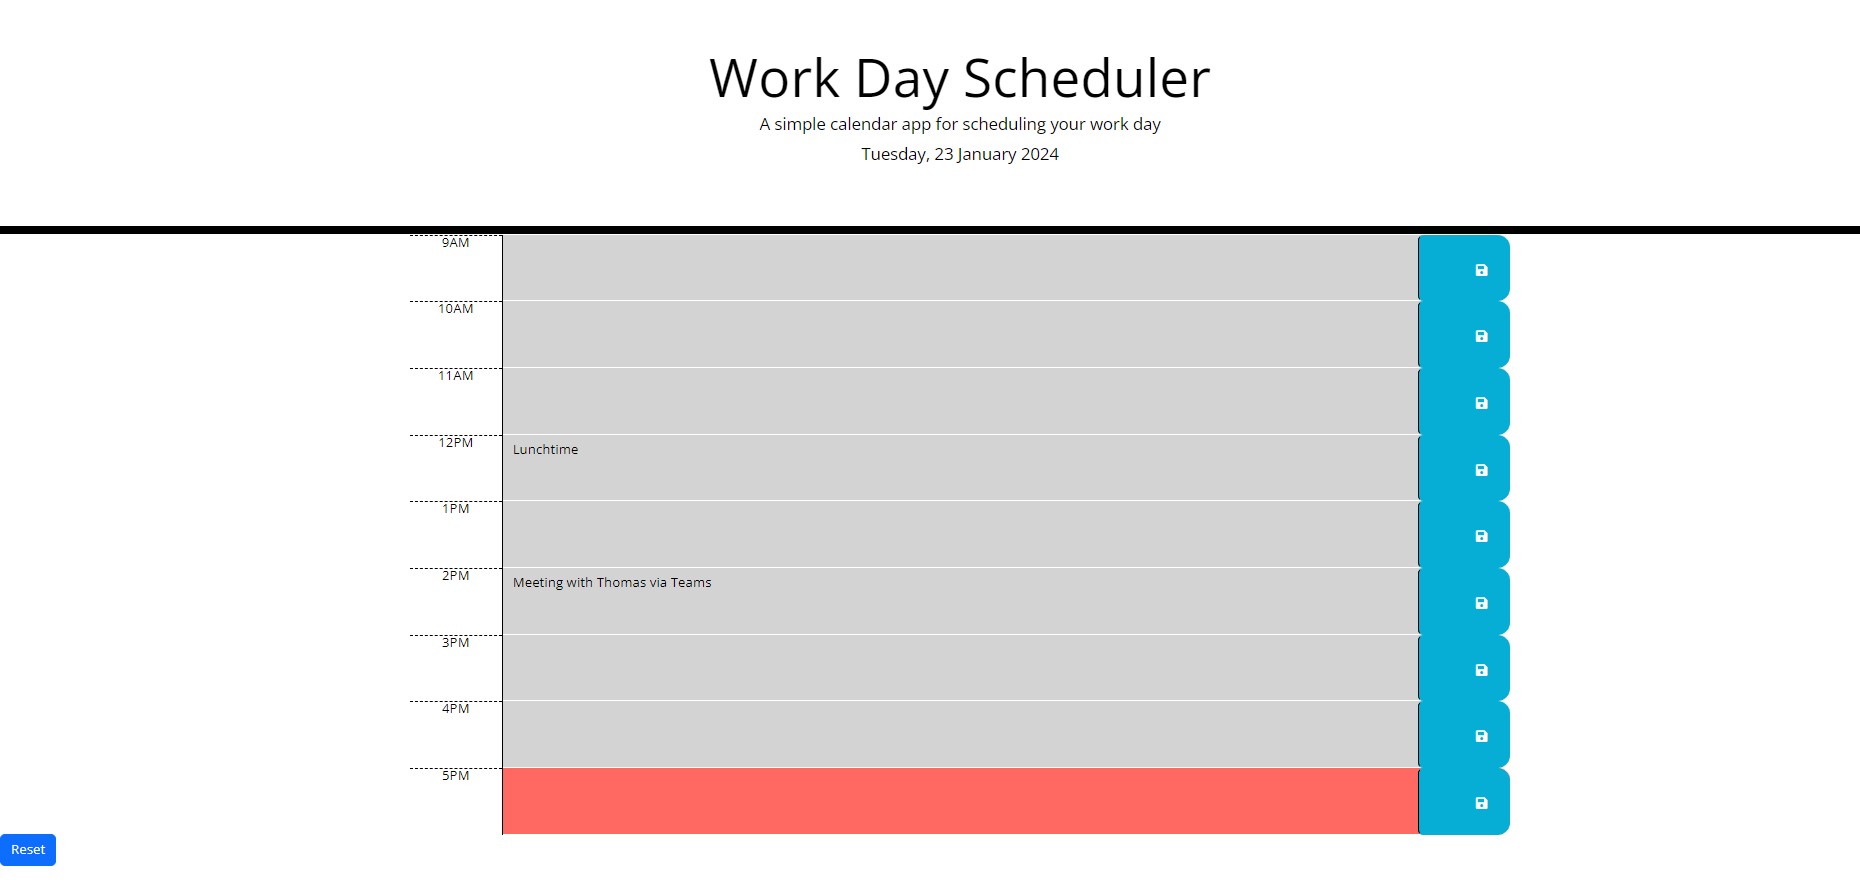 Work Day Scheduler
A simple calendar app for scheduling your work day
Tuesday, 23 January 2024
9AM
10AM
11AM
12PM
Lunchtime
1PM
2PM
Meeting with Thomas via Teams
3PM
4PM
5PM
Reset